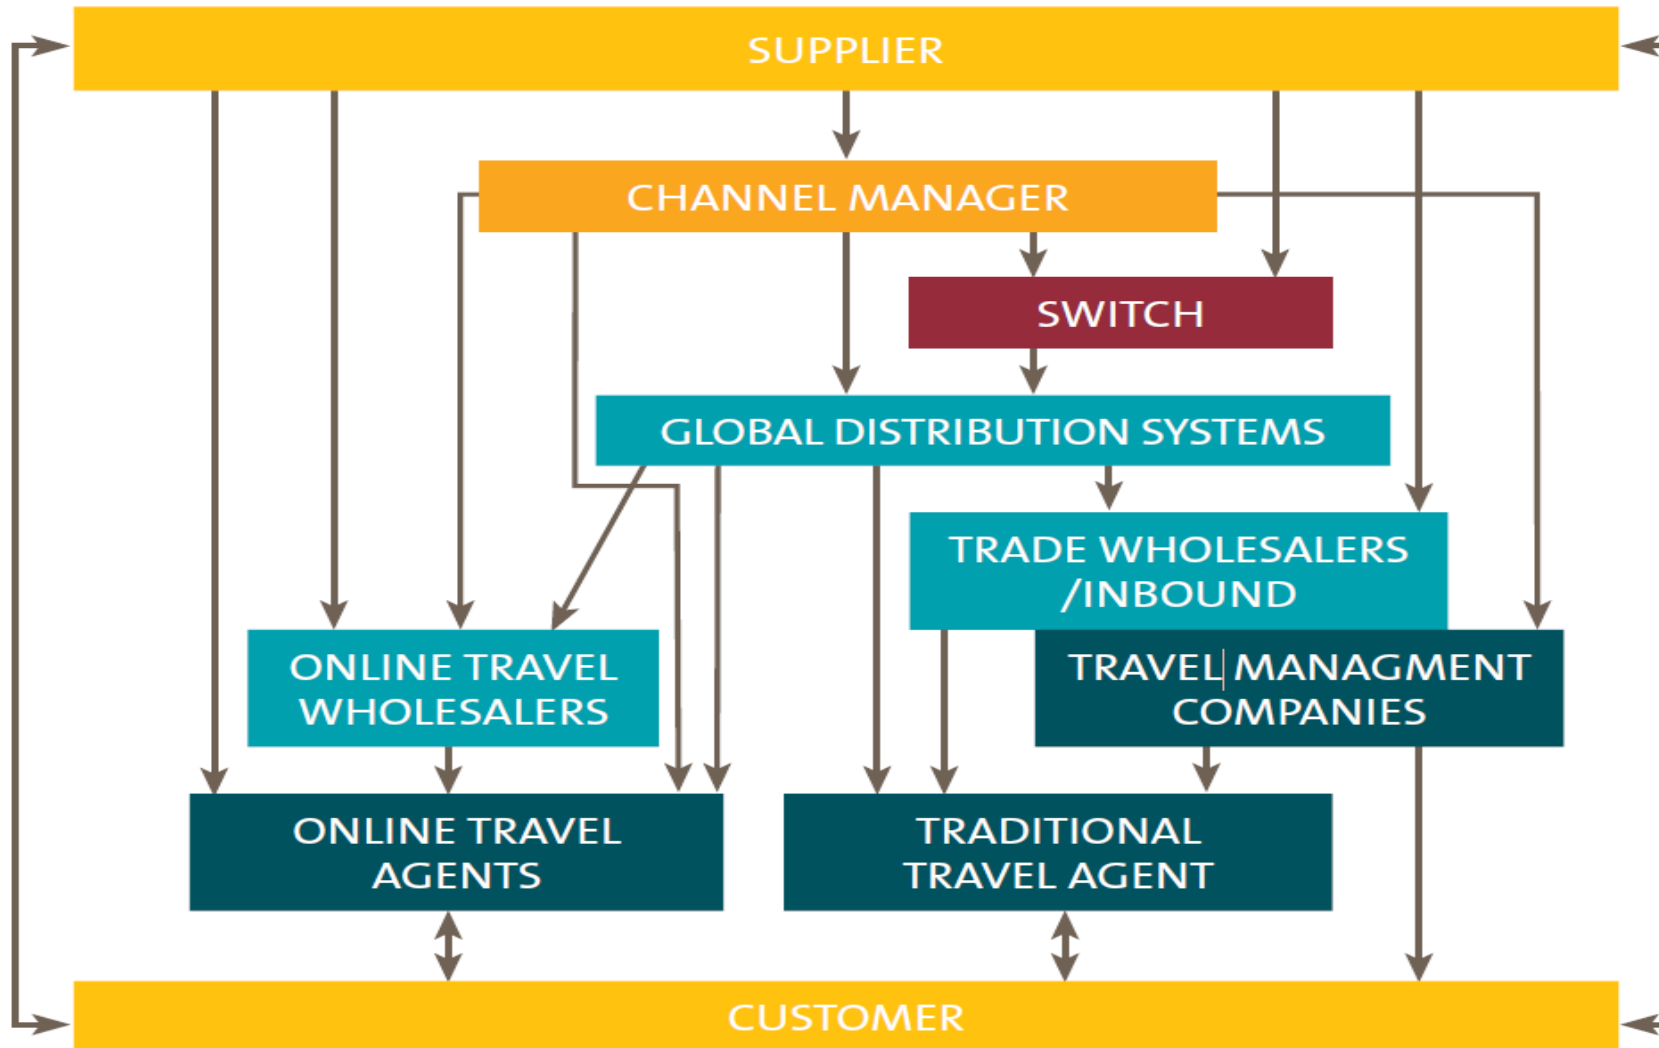 SUPPLIER
CHANNEL MANAGER
SWITCH
GLOBAL DISTRIBUTION SYSTEMS
TRADE WHOLESALERS
/INBOUND
ONLINE TRAVEL
WHOLESALERS
TRAVEL MANAGMENT
COMPANIES
ONLINE TRAVEL
AGENTS
TRADITIONAL
TRAVEL AGENT
CUSTOMER